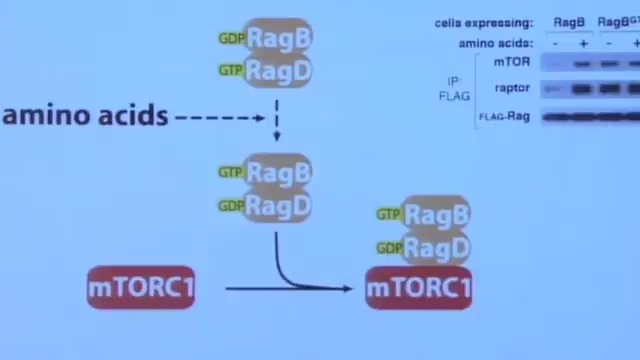 GDP RagB
GTP RagD
amino acids
GTP RagB
GDP RagD
mTORC1
GTP RagB
GDP RagD
mTORC1
cells expressing: RagB RagB
amino acids: - + - +
IP:
FLAG
mTOR
raptor
FLAG-Rag